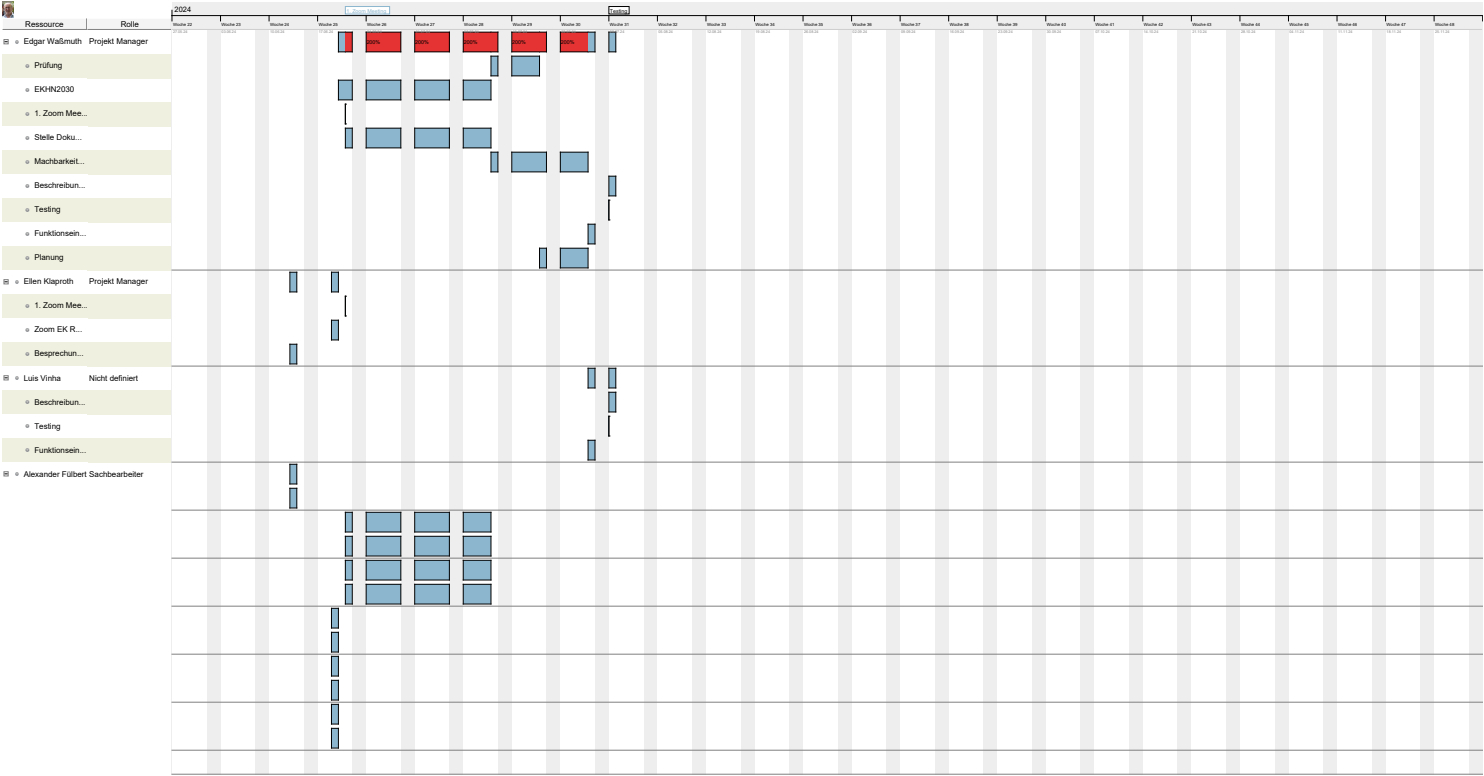 2024
1. Zoom Meeting
Testing
Ressource Rolle
Woche 22 Woche 23 Woche 24 Woche 25 Woche 26 Woche 27 Woche 28 Woche 29 Woche 30 Woche 31 Woche 32 Woche 33 Woche 34 Woche 35 Woche 36 Woche 37 Woche 38 Woche 39 Woche 40 Woche 41 Woche 42 Woche 43 Woche 44 Woche 45 Woche 46 Woche 47 Woche 48
Edgar Waßmuth Projekt Manager
200% 200% 200% 200% 200%
Prüfung
EKHN2030
1. Zoom Mee...
Stelle Doku...
Machbarkeit...
Beschreibun...
Testing
Funktionsein...
Planung
Ellen Klaproth Projekt Manager
1. Zoom Mee...
Zoom EK R...
Besprechun...
Luis Vinha Nicht definiert
Beschreibun...
Testing
Funktionsein...
Alexander Fülbert Sachbearbeiter